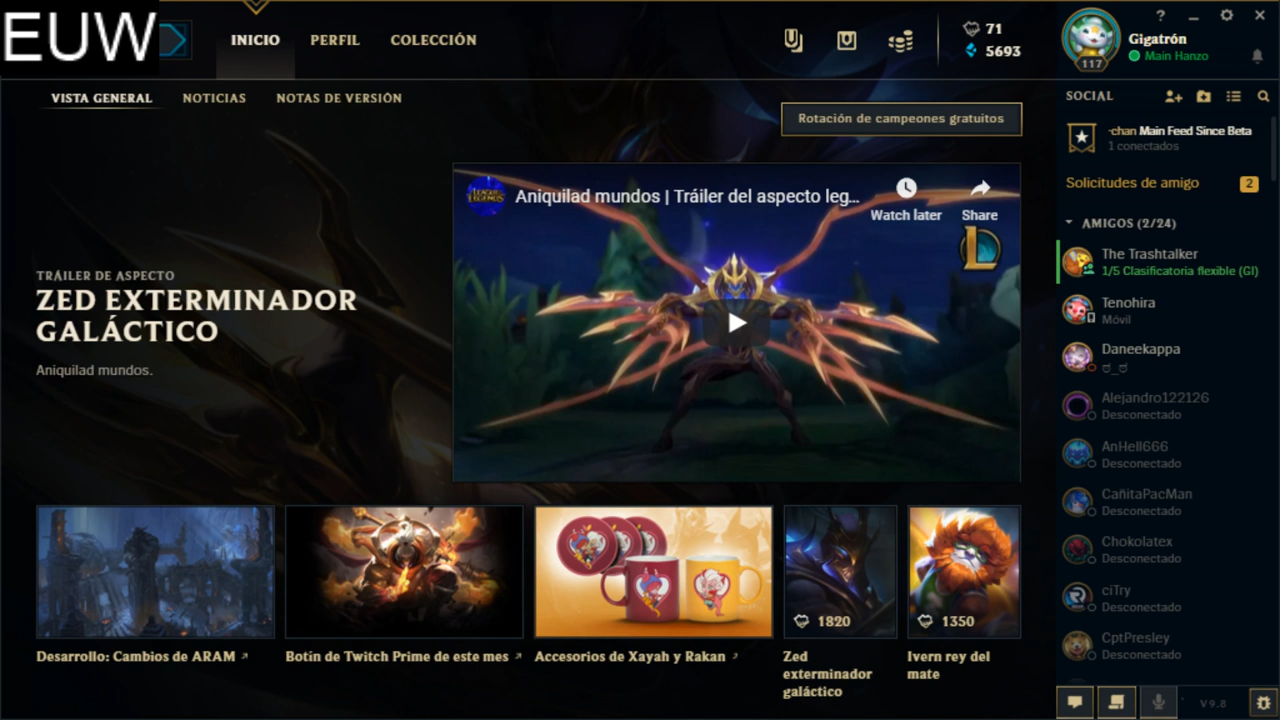 EUW
INICIO
PERFIL
COLECCIÓN
71
5693
117
?
Gigatrón
Main Hanzo
VISTA GENERAL
NOTICIAS
NOTAS DE VERSIÓN
Rotación de campeones gratuitos
SOCIAL
-chan Main Feed Since Beta
1 conectados
Solicitudes de amigo
2
AMIGOS (2/24)
The Trashtalker
1/5 Clasificatoria flexible (GI)
Tenohira
Móvil
Daneekappa
ಠ_ಠ
Alejandro122126
Desconectado
AnHell666
Desconectado
CañitaPacMan
Desconectado
Chokolatex
Desconectado
ciTry
Desconectado
CptPresley
Desconectado
V9.8
LEAGUE
LEGENDS
Aniquilad mundos | Tráiler del aspecto leg...
Watch later
Share
L
TRÁILER DE ASPECTO
ZED EXTERMINADOR
GALÁCTICO
Aniquilad mundos.
1820
1350
Desarrollo: Cambios de ARAM
Botín de Twitch Prime de este mes
Accesorios de Xayah y Rakan
Zed
exterminador
galáctico
Ivern rey del
mate